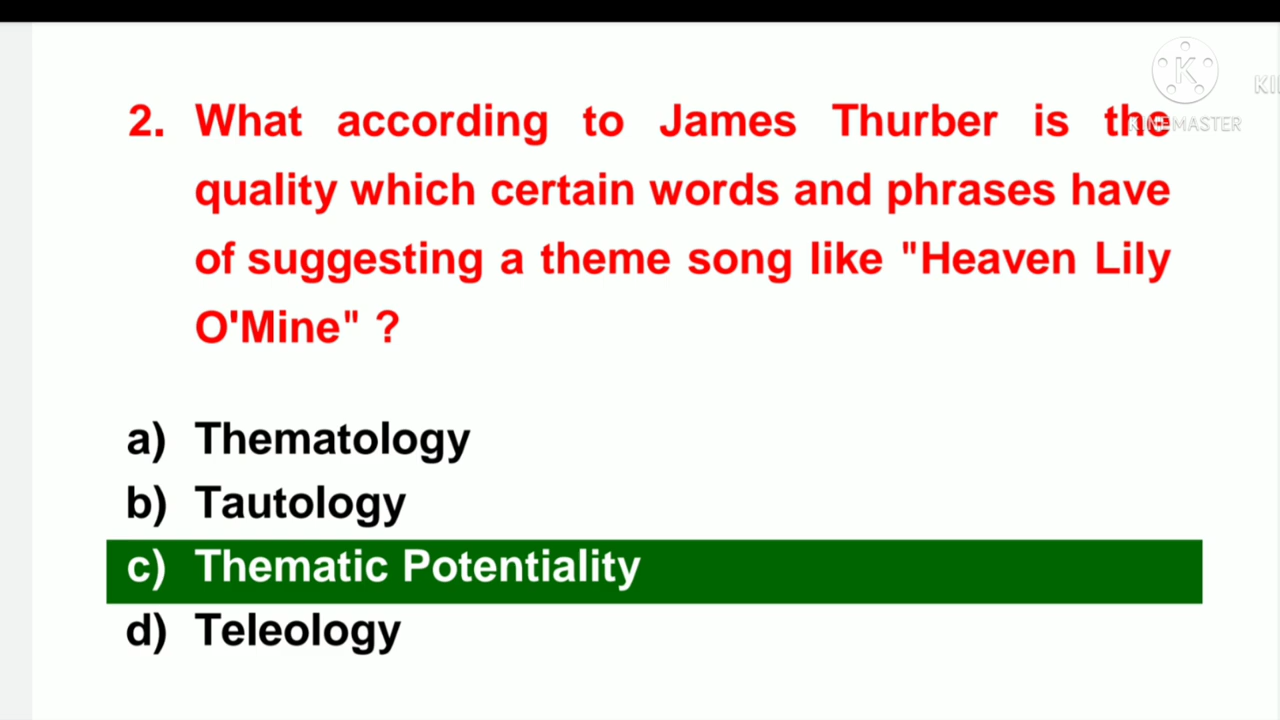 K
KI
KINEMASTER
2. What according to James Thurber is the
quality which certain words and phrases have
of suggesting a theme song like "Heaven Lily
O'Mine" ?
a) Thematology
b) Tautology
c) Thematic Potentiality
d) Teleology